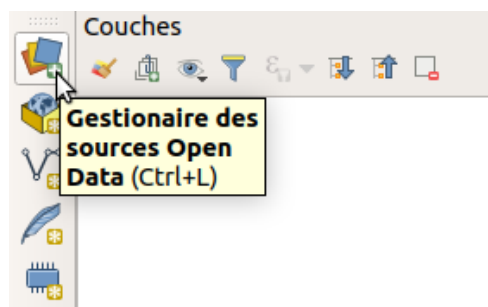 Couches
Gestionaire des
sources Open
Data (Ctrl+L)